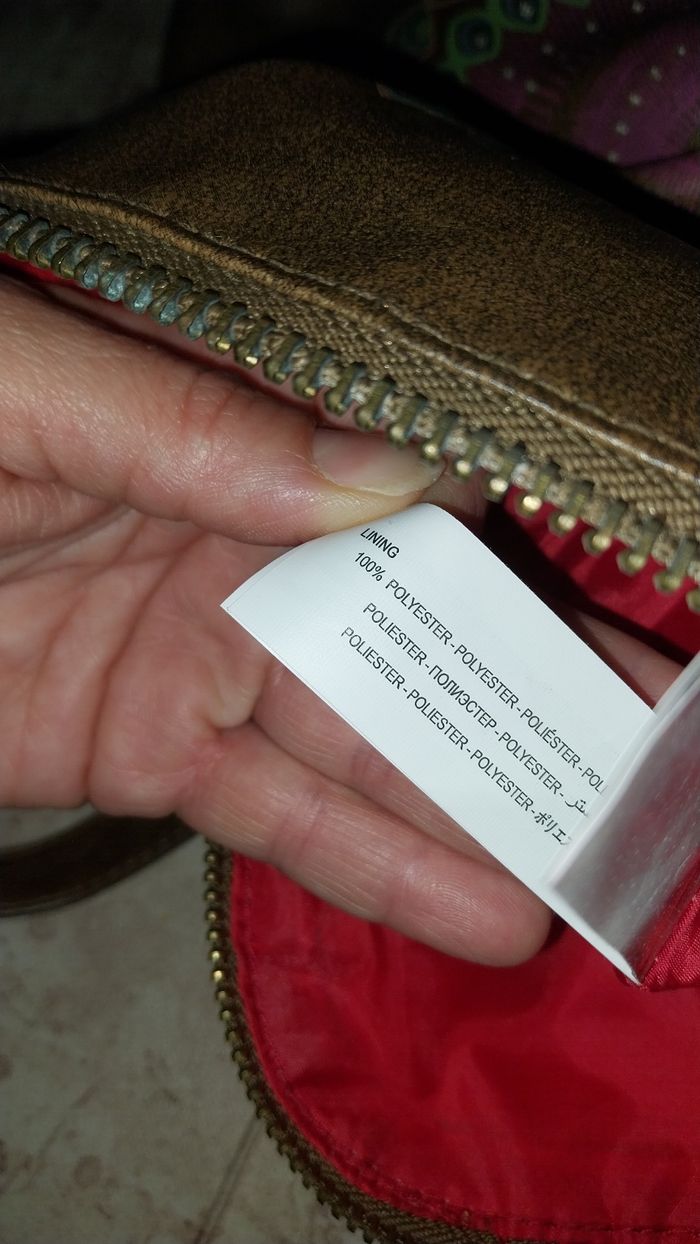 LINING
100% POLYESTER - POLYESTER - POLIÉSTER - POL
POLIESTER - ПОЛИЭСТЕР - POLYESTER -
POLIESTER - POLIESTER - POLYESTER - ポリエ